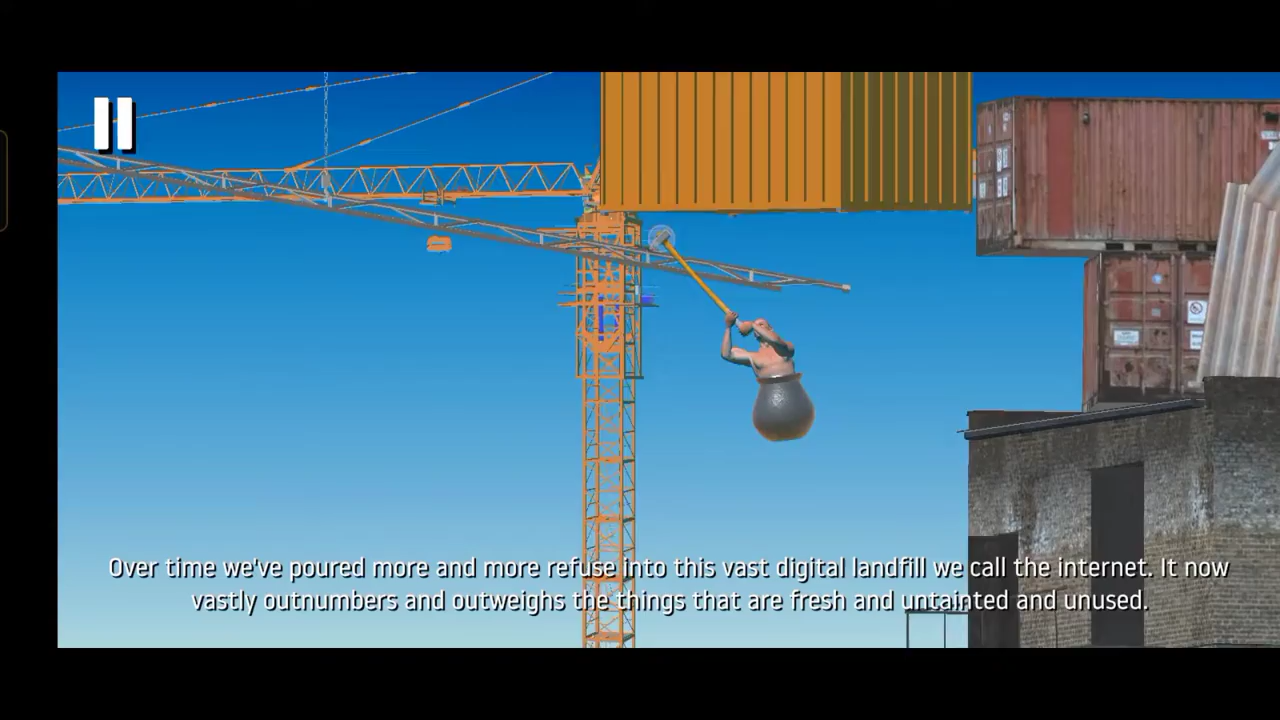 Over time we've poured more and more refuse into this vast digital landfill we call the internet. It now
vastly outnumbers and outweighs the things that are fresh and untainted and unused.